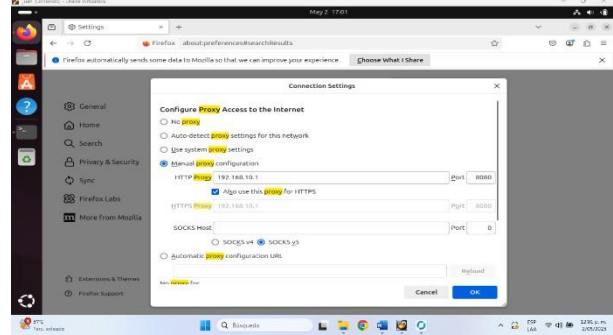 May 2 17:01
Settings
Firefox about:preferences#searchResults
Firefox automatically sends some data to Mozilla so that we can improve your experience. Choose What I Share
Connection Settings
General
Home
Search
Privacy & Security
Sync
Firefox Labs
More from Mozilla
Extensions & Themes
Firefox Support
Configure Proxy Access to the Internet
No proxy
Auto-detect proxy settings for this network
Use system proxy settings
Manual proxy configuration
HTTP Proxy 192.168.10.1 Port 8080
Also use this proxy for HTTPS
HTTPS Proxy 192.168.10.1 Port 8080
SOCKS Host Port 0
SOCKS v4 SOCKS v5
Automatic proxy configuration URL
Reload
No proxy for
Cancel OK
Búsqueda
ESP
LAA